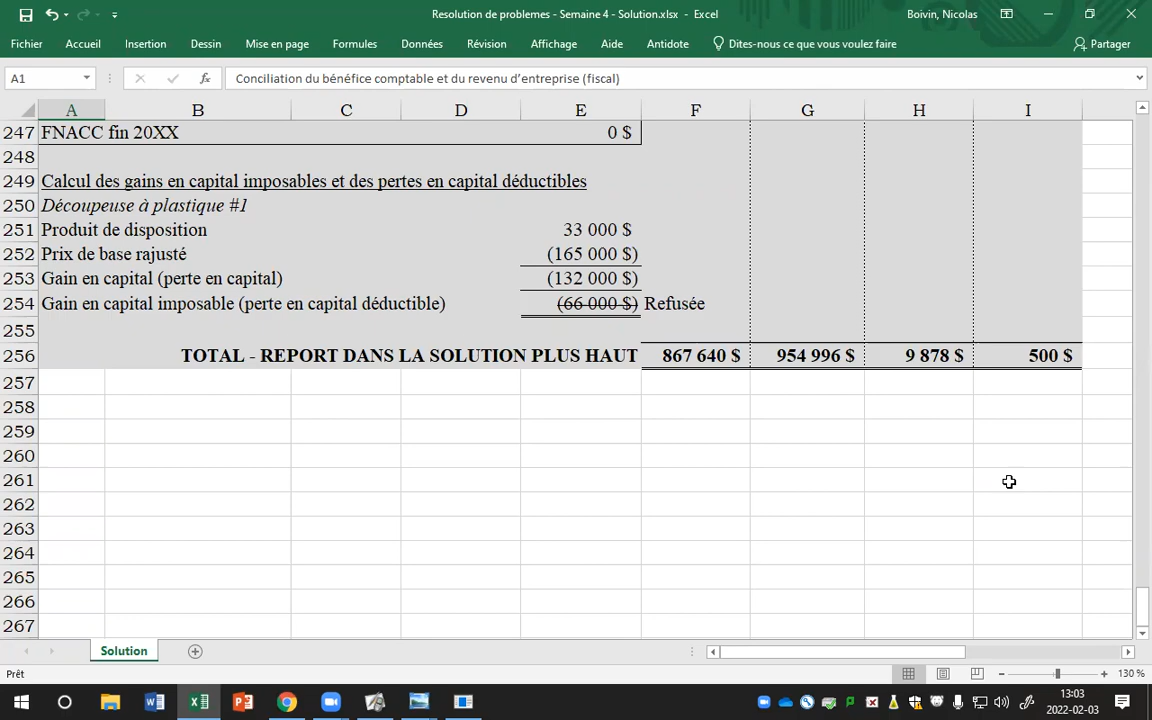 Resolution de problemes - Semaine 4 - Solution.xlsx - Excel
Boivin, Nicolas
Fichier Accueil Insertion Dessin Mise en page Formules Données Révision Affichage Aide Antidote Dites-nous ce que vous voulez faire Partager
A1 fx Conciliation du bénéfice comptable et du revenu d’entreprise (fiscal)
A B C D E F G H I
247 FNACC fin 20XX 0 $
248
249 Calcul des gains en capital imposables et des pertes en capital déductibles
250 Découpeuse à plastique #1
251 Produit de disposition 33 000 $
252 Prix de base rajusté (165 000 $)
253 Gain en capital (perte en capital) (132 000 $)
254 Gain en capital imposable (perte en capital déductible) (66 000 $) Refusée
255
256 TOTAL - REPORT DANS LA SOLUTION PLUS HAUT 867 640 $ 954 996 $ 9 878 $ 500 $
257
258
259
260
261
262
263
264
265
266
267
Solution
Prêt 130 %
13:03
2022-02-03